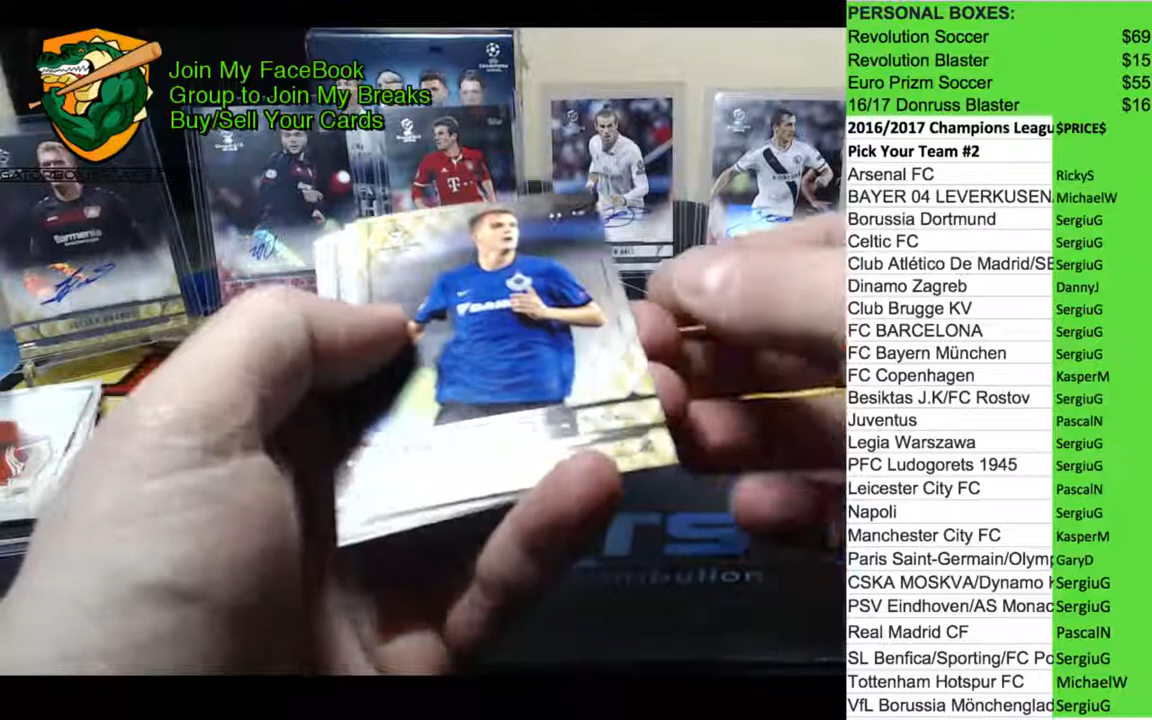 Join My FaceBook
Group to Join My Breaks
Buy/Sell Your Cards
PERSONAL BOXES:
Revolution Soccer $69
Revolution Blaster $15
Euro Prizm Soccer $55
16/17 Donruss Blaster $16
2016/2017 Champions Leagu $PRICE$
Pick Your Team #2
Arsenal FC RickyS
BAYER 04 LEVERKUSEN MichaelW
Borussia Dortmund SergiuG
Celtic FC SergiuG
Club Atlético De Madrid/SE SergiuG
Dinamo Zagreb DannyJ
Club Brugge KV SergiuG
FC BARCELONA SergiuG
FC Bayern München SergiuG
FC Copenhagen KasperM
Besiktas J.K/FC Rostov SergiuG
Juventus PascalN
Legia Warszawa SergiuG
PFC Ludogorets 1945 SergiuG
Leicester City FC PascalN
Napoli SergiuG
Manchester City FC KasperM
Paris Saint-Germain/Olymp GaryD
CSKA MOSKVA/Dynamo SergiuG
PSV Eindhoven/AS Monac SergiuG
Real Madrid CF PascalN
SL Benfica/Sporting/FC Po SergiuG
Tottenham Hotspur FC MichaelW
VfL Borussia Mönchenglad SergiuG